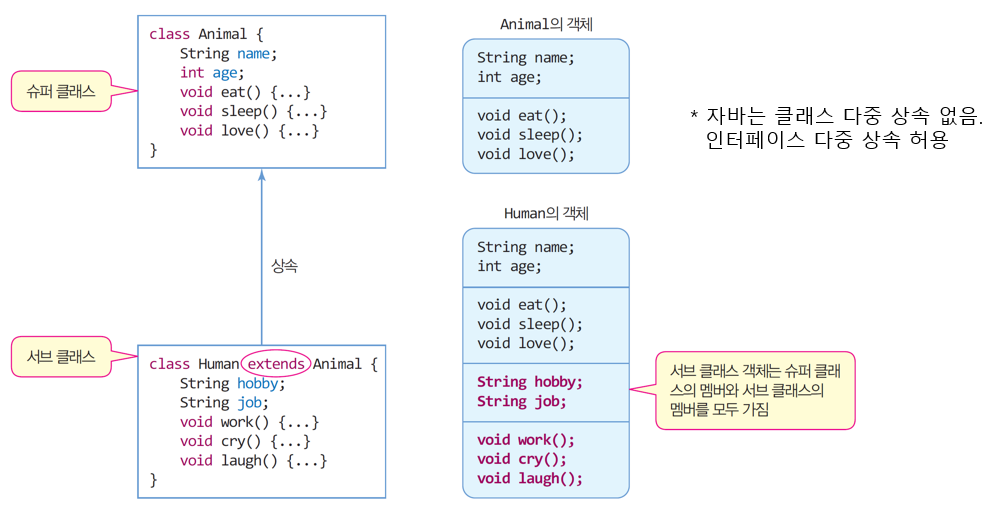 슈퍼 클래스
class Animal {
String name;
int age;
void eat() {...}
void sleep() {...}
void love() {...}
}
Animal의 객체
String name;
int age;
void eat();
void sleep();
void love();
* 자바는 클래스 다중 상속 없음.
인터페이스 다중 상속 허용
상속
서브 클래스
class Human extends Animal {
String hobby;
String job;
void work() {...}
void cry() {...}
void laugh() {...}
}
Human의 객체
String name;
int age;
void eat();
void sleep();
void love();
String hobby;
String job;
void work();
void cry();
void laugh();
서브 클래스 객체는 슈퍼 클래
스의 멤버와 서브 클래스의
멤버를 모두 가짐